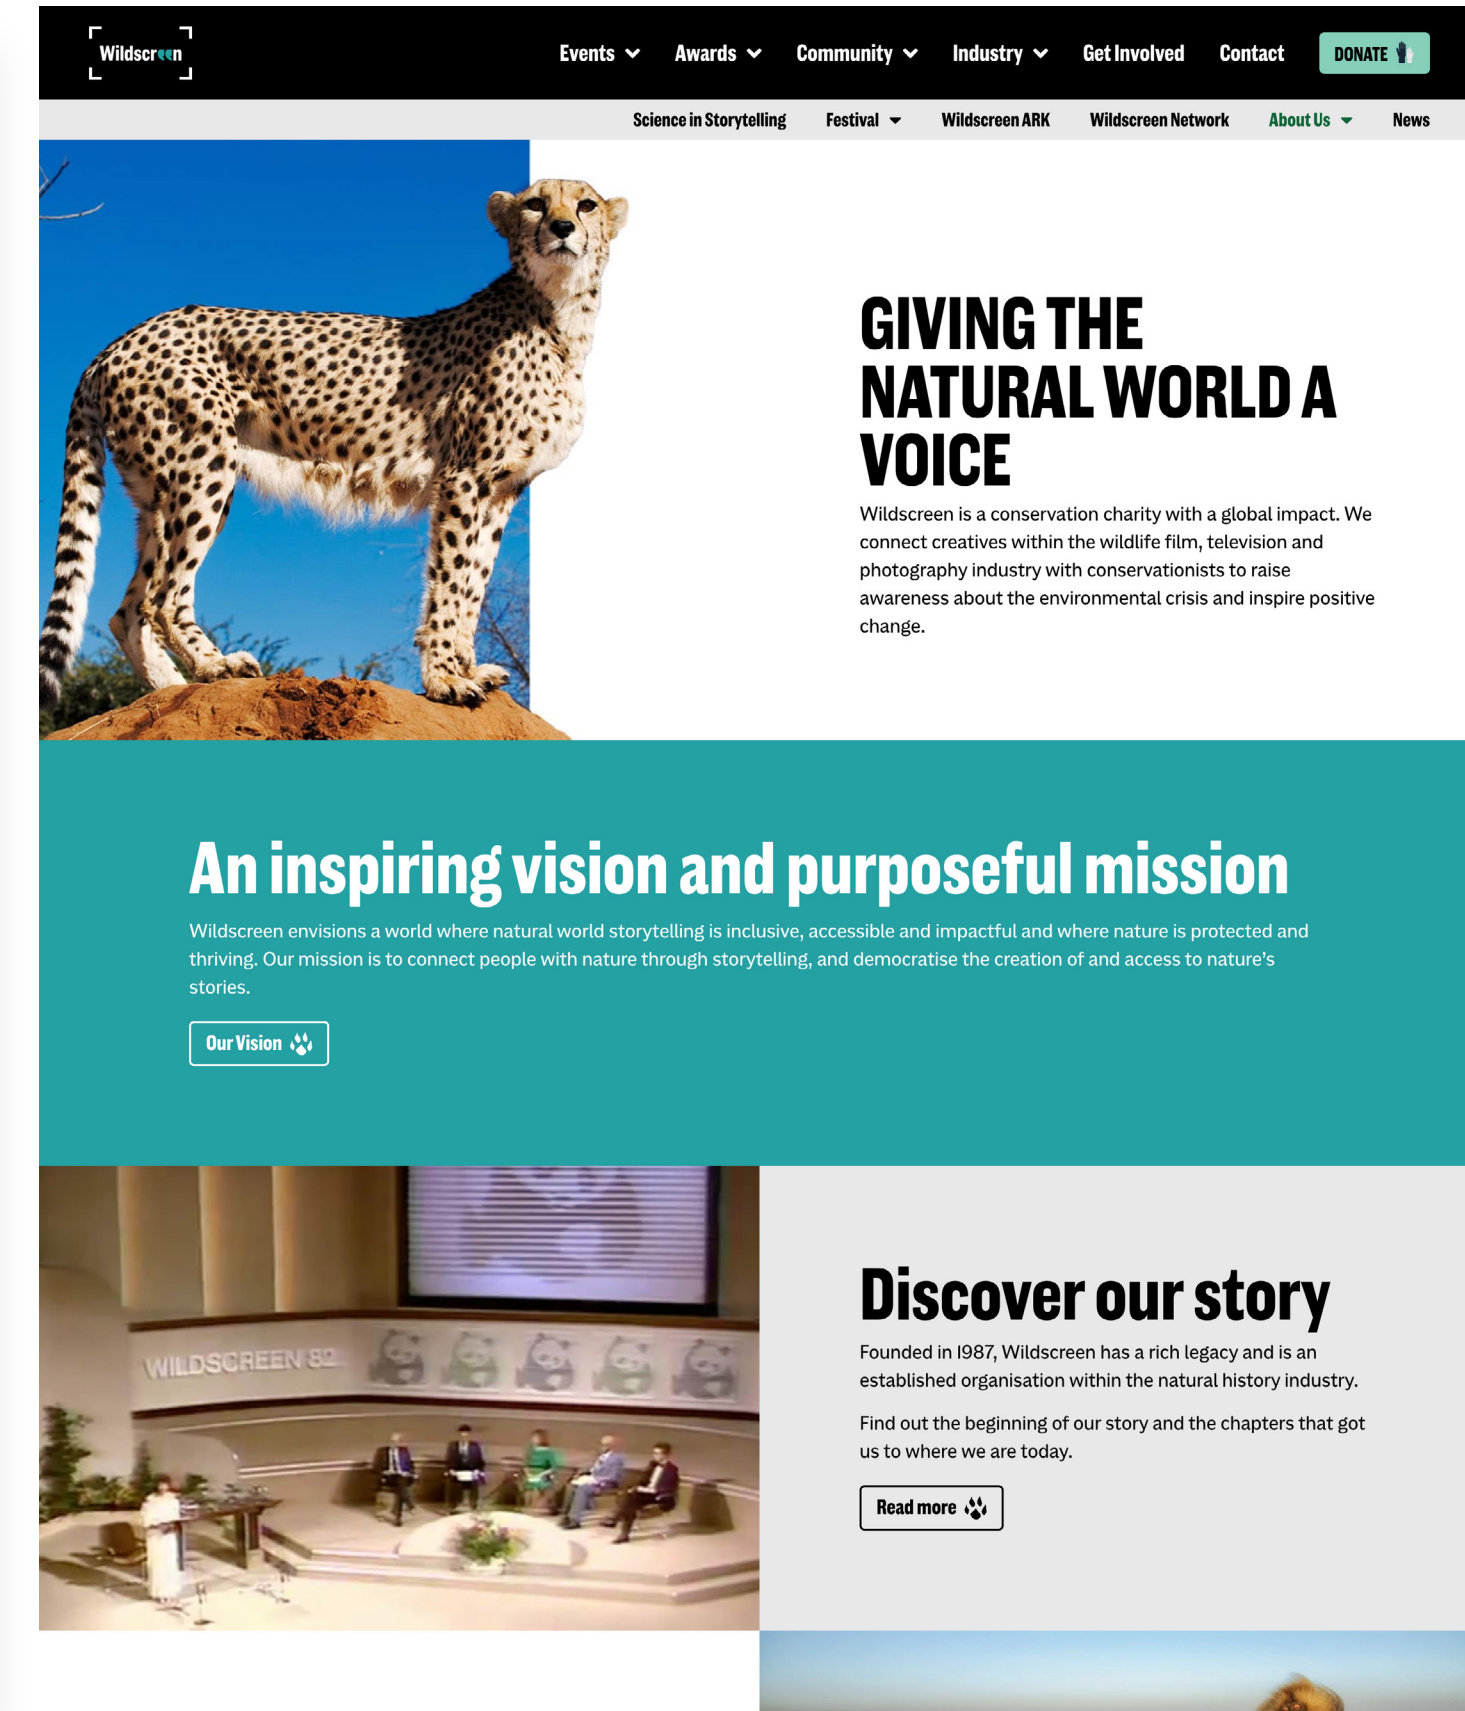 Wildscreen
Events
Awards
Community
Industry
Get Involved
Contact
DONATE
Science in Storytelling
Festival
Wildscreen ARK
Wildscreen Network
About Us
News
GIVING THE
NATURAL WORLD A
VOICE
Wildscreen is a conservation charity with a global impact. We
connect creatives within the wildlife film, television and
photography industry with conservationists to raise
awareness about the environmental crisis and inspire positive
change.
An inspiring vision and purposeful mission
Wildscreen envisions a world where natural world storytelling is inclusive, accessible and impactful and where nature is protected and
thriving. Our mission is to connect people with nature through storytelling, and democratise the creation of and access to nature's
stories.
Our Vision
WILDSCREEN 82
Discover our story
Founded in 1987, Wildscreen has a rich legacy and is an
established organisation within the natural history industry.
Find out the beginning of our story and the chapters that got
us to where we are today.
Read more